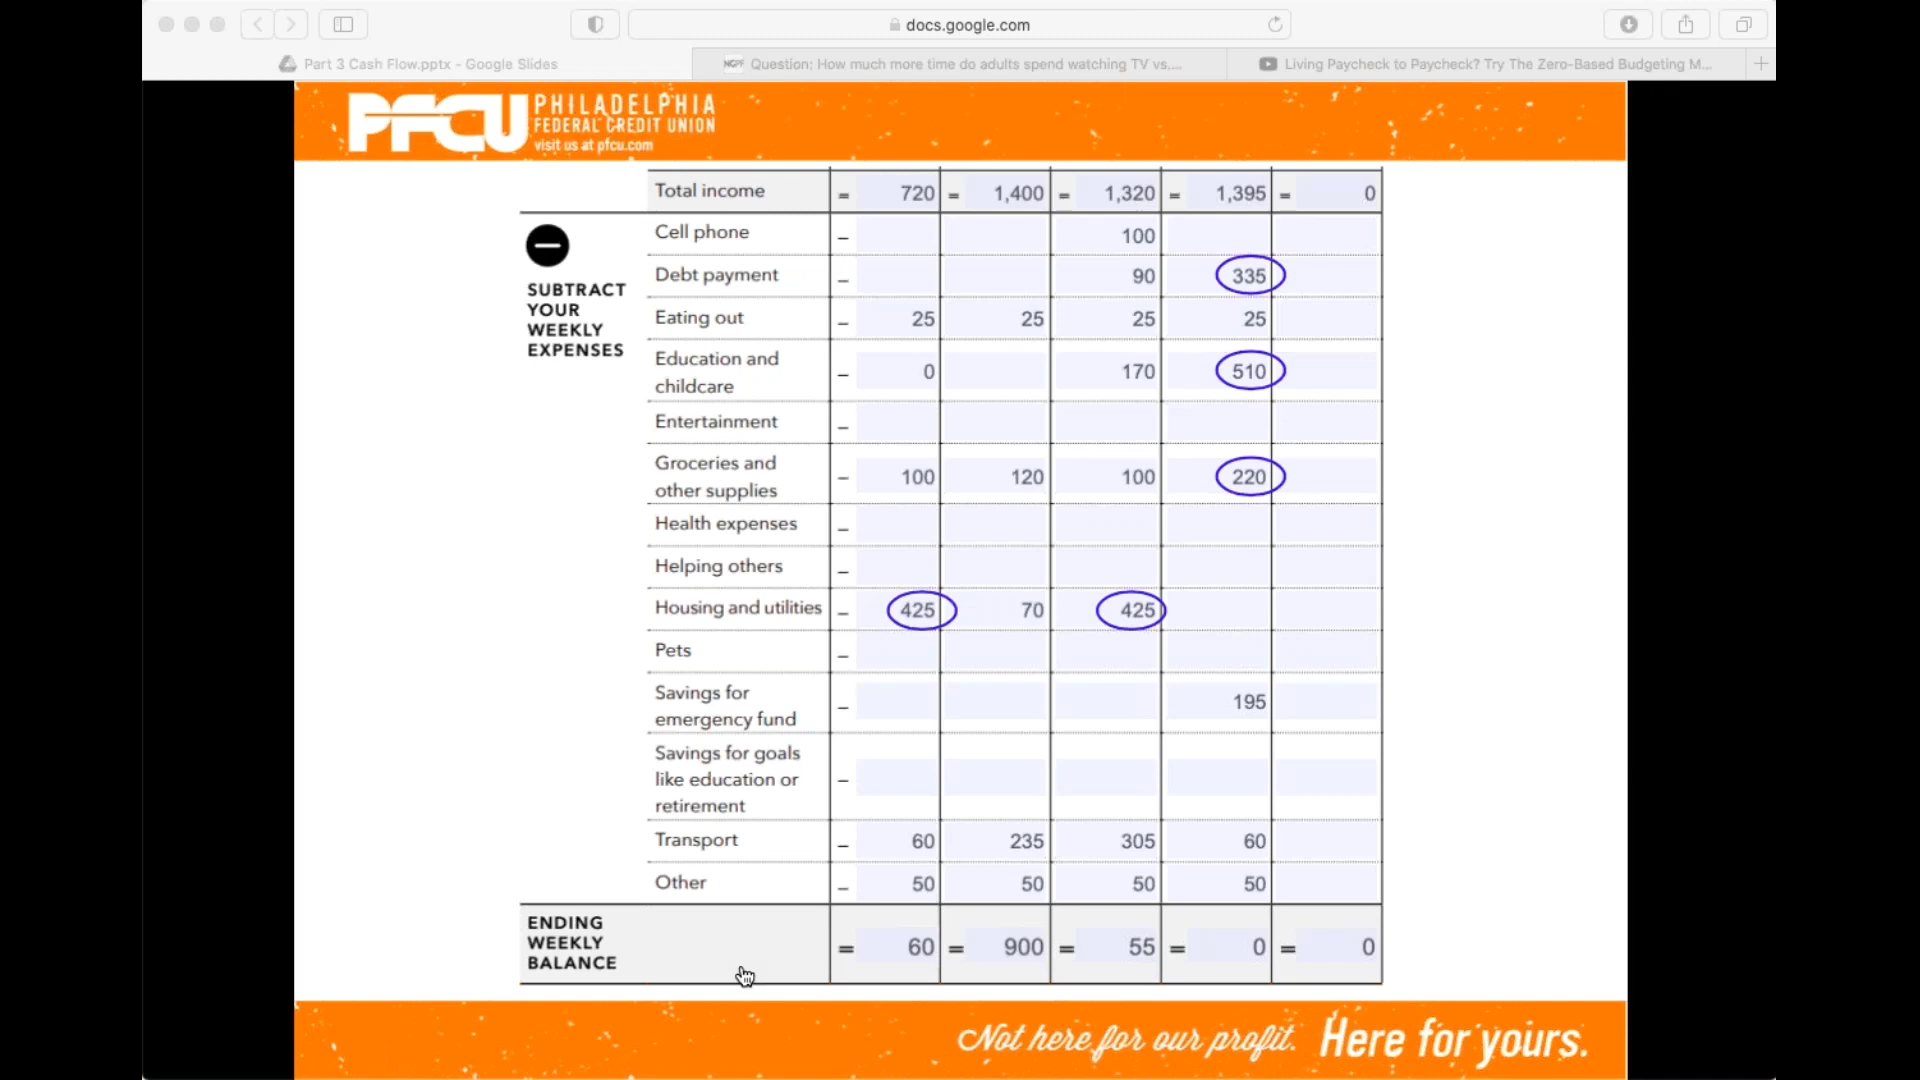 docs.google.com
Part 3 Cash Flow.pptx - Google Slides
NGPF Question: How much more time do adults spend watching TV vs....
Living Paycheck to Paycheck? Try The Zero-Based Budgeting M...
PFCU PHILADELPHIA
FEDERAL CREDIT UNION
visit us at pfcu.com
Total income = 720 = 1,400 = 1,320 = 1,395 = 0
SUBTRACT
YOUR
WEEKLY
EXPENSES
Cell phone – 100
Debt payment – 90 335
Eating out – 25 25 25 25
Education and
childcare – 0 170 510
Entertainment –
Groceries and
other supplies – 100 120 100 220
Health expenses –
Helping others –
Housing and utilities – 425 70 425
Pets –
Savings for
emergency fund – 195
Savings for goals
like education or –
retirement
Transport – 60 235 305 60
Other – 50 50 50 50
ENDING
WEEKLY
BALANCE = 60 = 900 = 55 = 0 = 0
Not here for our profit. Here for yours.